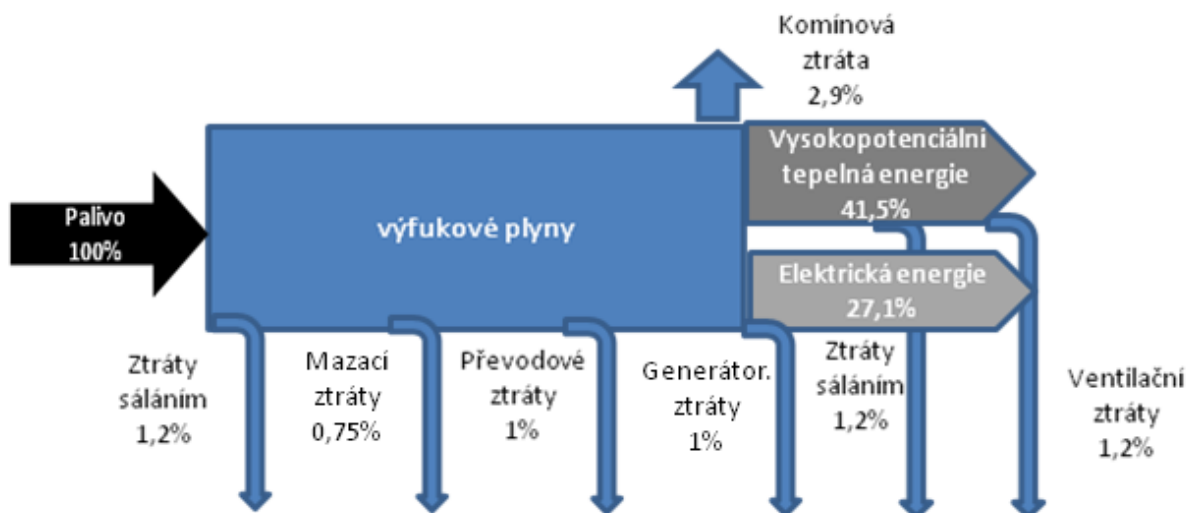 Komínová
ztráta
2,9%
Vysokopotenciální
tepelná energie
41,5%
Palivo
100%
výfukové plyny
Elektrická energie
27,1%
Ztráty
sáláním
1,2%
Mazací
ztráty
0,75%
Převodové
ztráty
1%
Generátor.
ztráty
1%
Ztráty
sáláním
1,2%
Ventilační
ztráty
1,2%